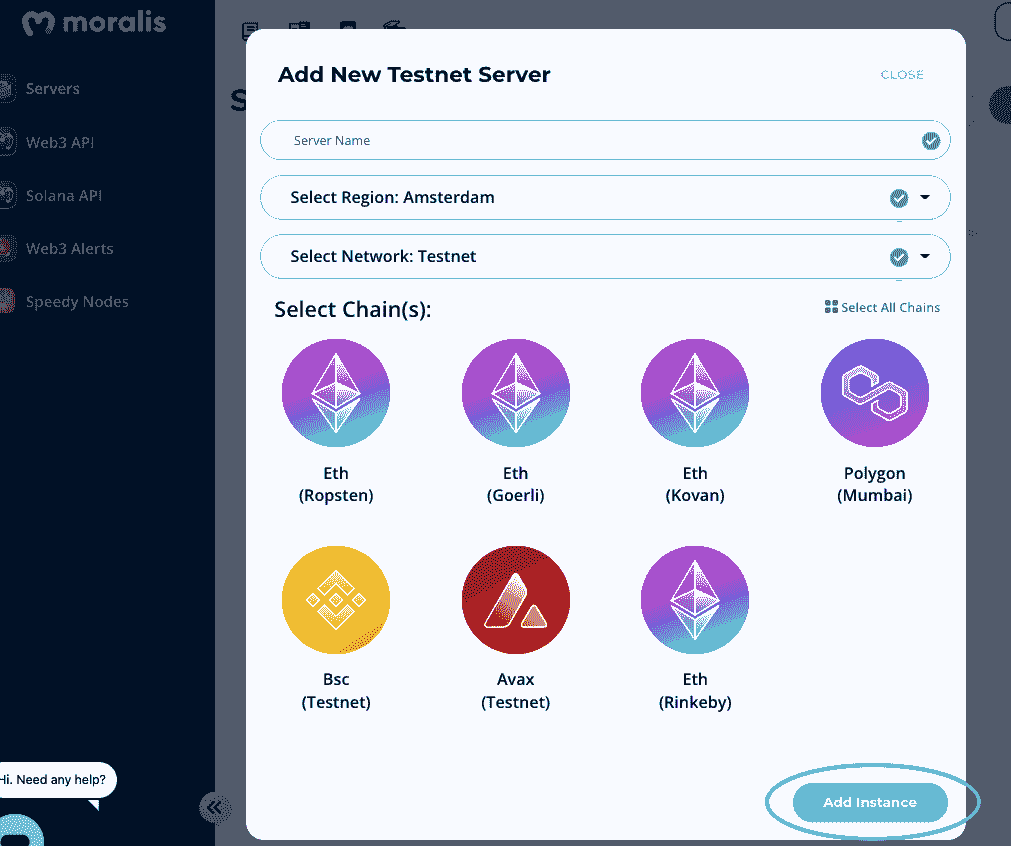 moralis
Servers
Web3 API
Solana API
Web3 Alerts
Speedy Nodes
Hi. Need any help?
S
Add New Testnet Server
CLOSE
Server Name
Select Region: Amsterdam
Select Network: Testnet
Select Chain(s):
Select All Chains
Eth
(Ropsten)
Eth
(Goerli)
Eth
(Kovan)
Polygon
(Mumbai)
Bsc
(Testnet)
Avax
(Testnet)
Eth
(Rinkeby)
Add Instance